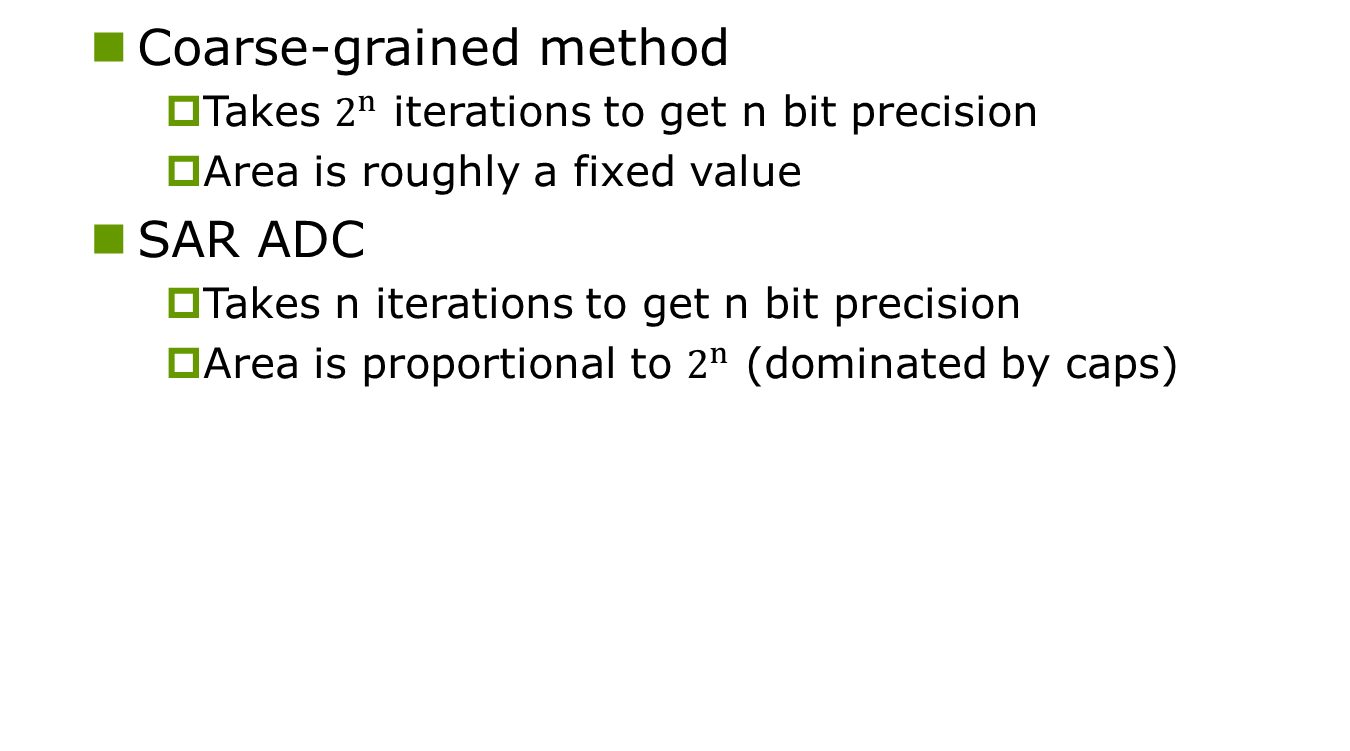 Coarse-grained method
Takes 2ⁿ iterations to get n bit precision
Area is roughly a fixed value
SAR ADC
Takes n iterations to get n bit precision
Area is proportional to 2ⁿ (dominated by caps)